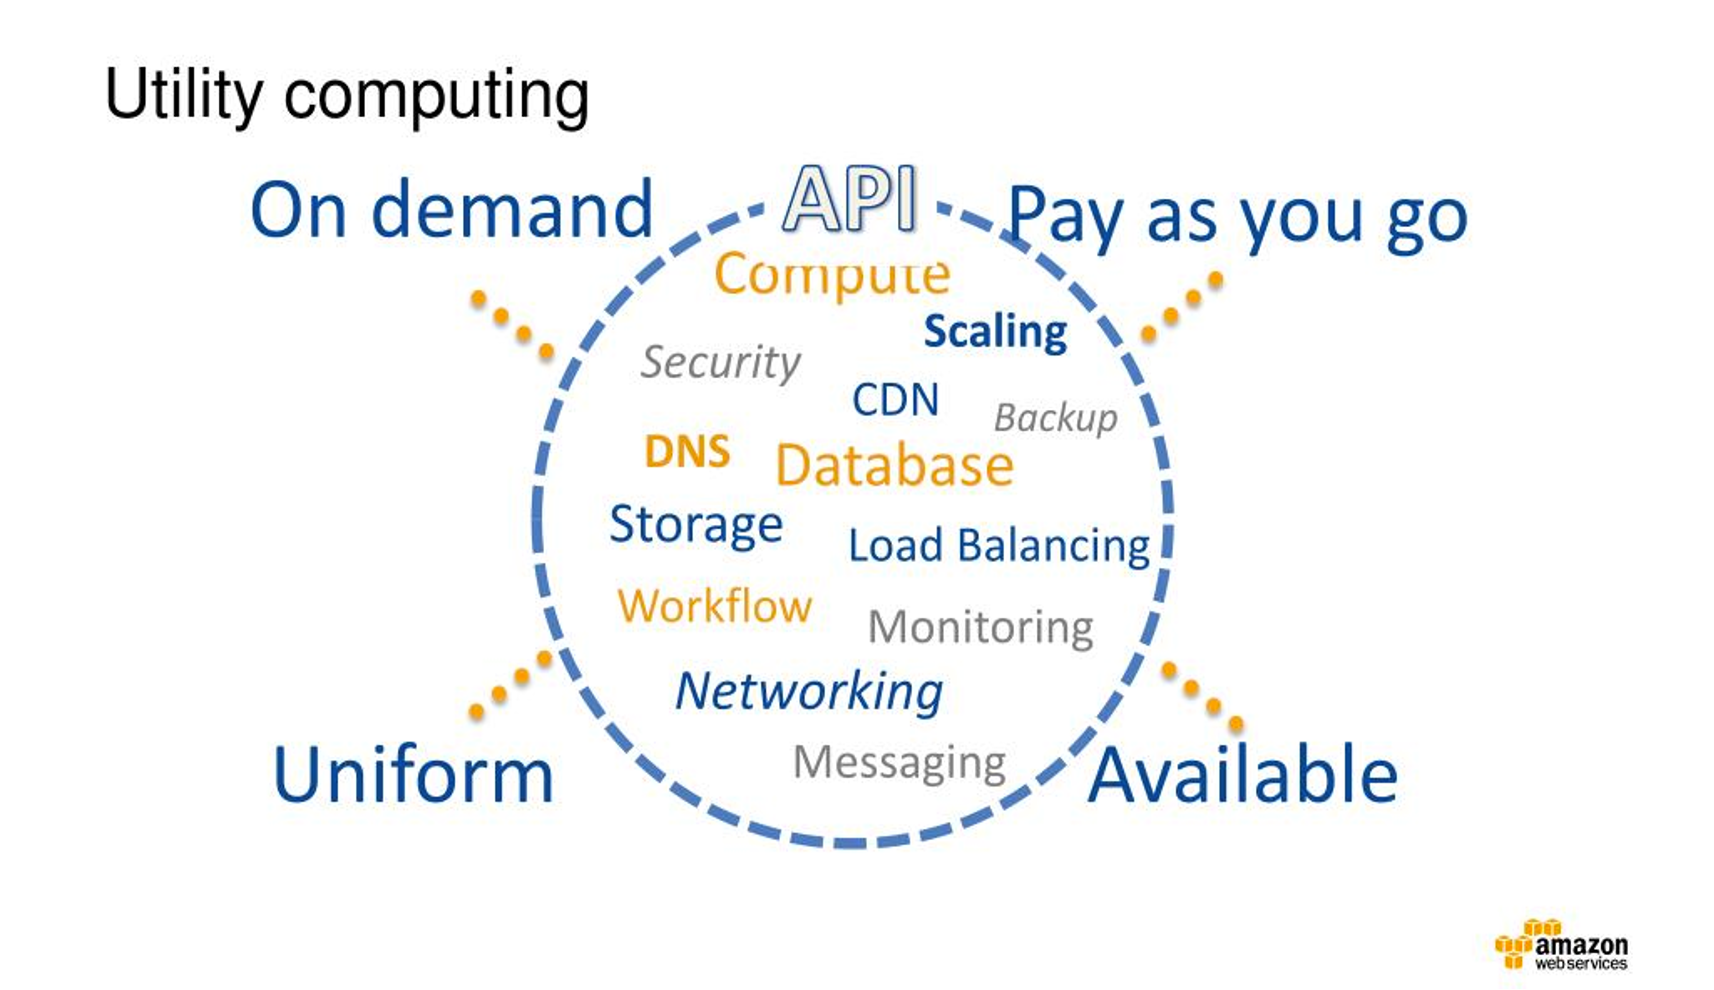 Utility computing
On demand
API
Pay as you go
Compute
Scaling
Security
CDN
Backup
DNS
Database
Storage
Load Balancing
Workflow
Monitoring
Networking
Messaging
Uniform
Available
amazon
webservices